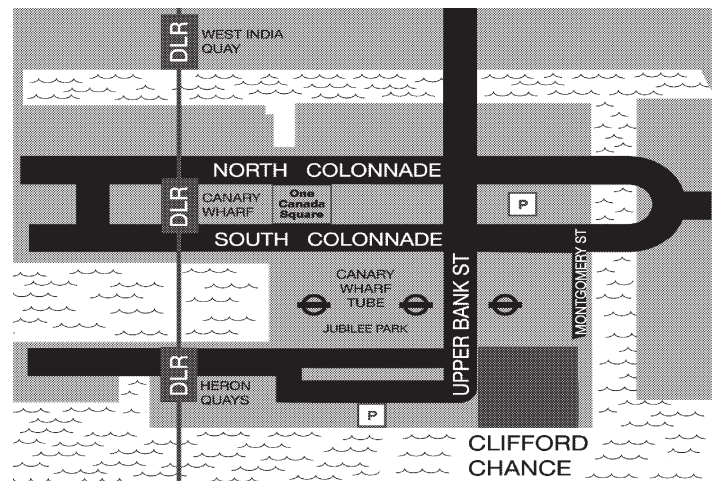 DLR
WEST INDIA
QUAY
NORTH COLONNADE
DLR
CANARY
WHARF
One
Canada
Square
P
SOUTH COLONNADE
MONTGOMERY ST
CANARY
WHARF
TUBE
JUBILEE PARK
UPPER BANK ST
DLR
HERON
QUAYS
P
CLIFFORD
CHANCE